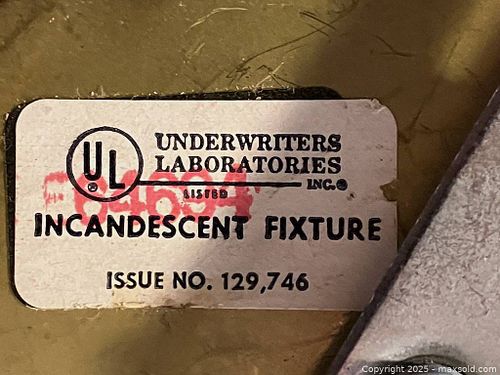 UL
®
UNDERWRITERS
LABORATORIES
LISTED INC.®
INCANDESCENT FIXTURE
ISSUE NO. 129,746
Copyright 2025 - maxsold.com